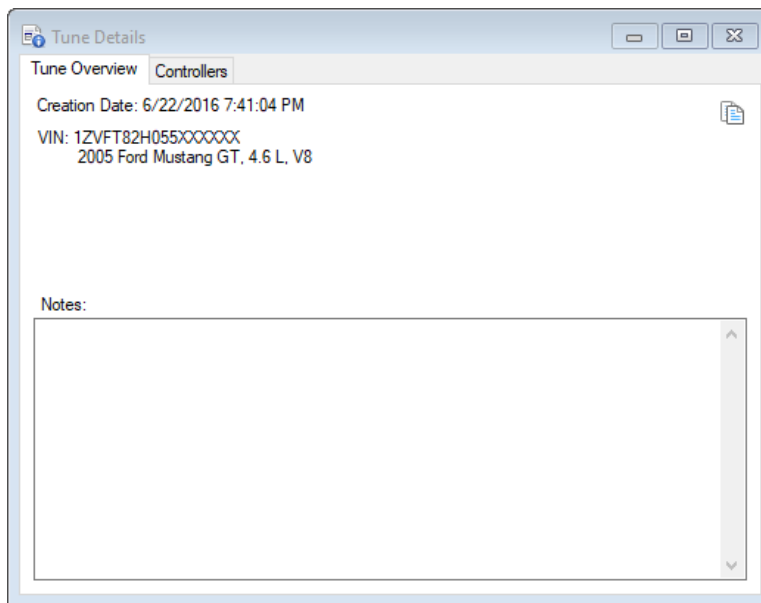 Tune Details
Tune Overview Controllers
Creation Date: 6/22/2016 7:41:04 PM
VIN: 1ZVFT82H055XXXXXX
2005 Ford Mustang GT, 4.6 L, V8
Notes: